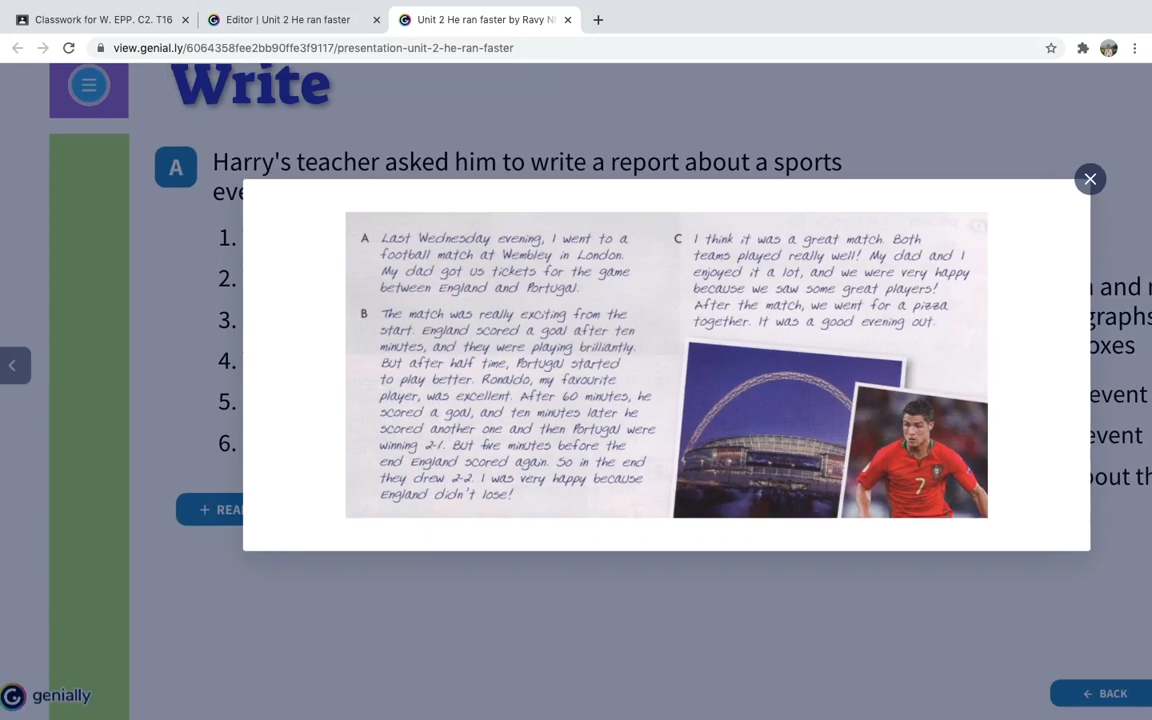 Classwork for W. EPP. C2. T16
Editor | Unit 2 He ran faster
Unit 2 He ran faster by Ravy N
view.genial.ly/6064358fee2bb90ffe3f9117/presentation-unit-2-he-ran-faster
Write
A
Harry's teacher asked him to write a report about a sports
eve
1.
2.
3.
4.
5.
6.
+ REA
A Last Wednesday evening, I went to a
football match at Wembley in London.
My dad got us tickets for the game
between England and Portugal.
B The match was really exciting from the
start. England scored a goal after ten
minutes, and they were playing brilliantly.
But after half time, Portugal started
to play better. Ronaldo, my favourite
player, was excellent. After 60 minutes, he
scored a goal, and ten minutes later he
scored another one and then Portugal were
winning 2-1. But five minutes before the
end England scored again. So in the end
they drew 2-2. I was very happy because
England didn't lose!
C I think it was a great match. Both
teams played really well! My dad and I
enjoyed it a lot, and we were very happy
because we saw some great players!
After the match, we went for a pizza
together. It was a good evening out.
7
and
graphs
oxes
event
event
out th
genially
← BACK